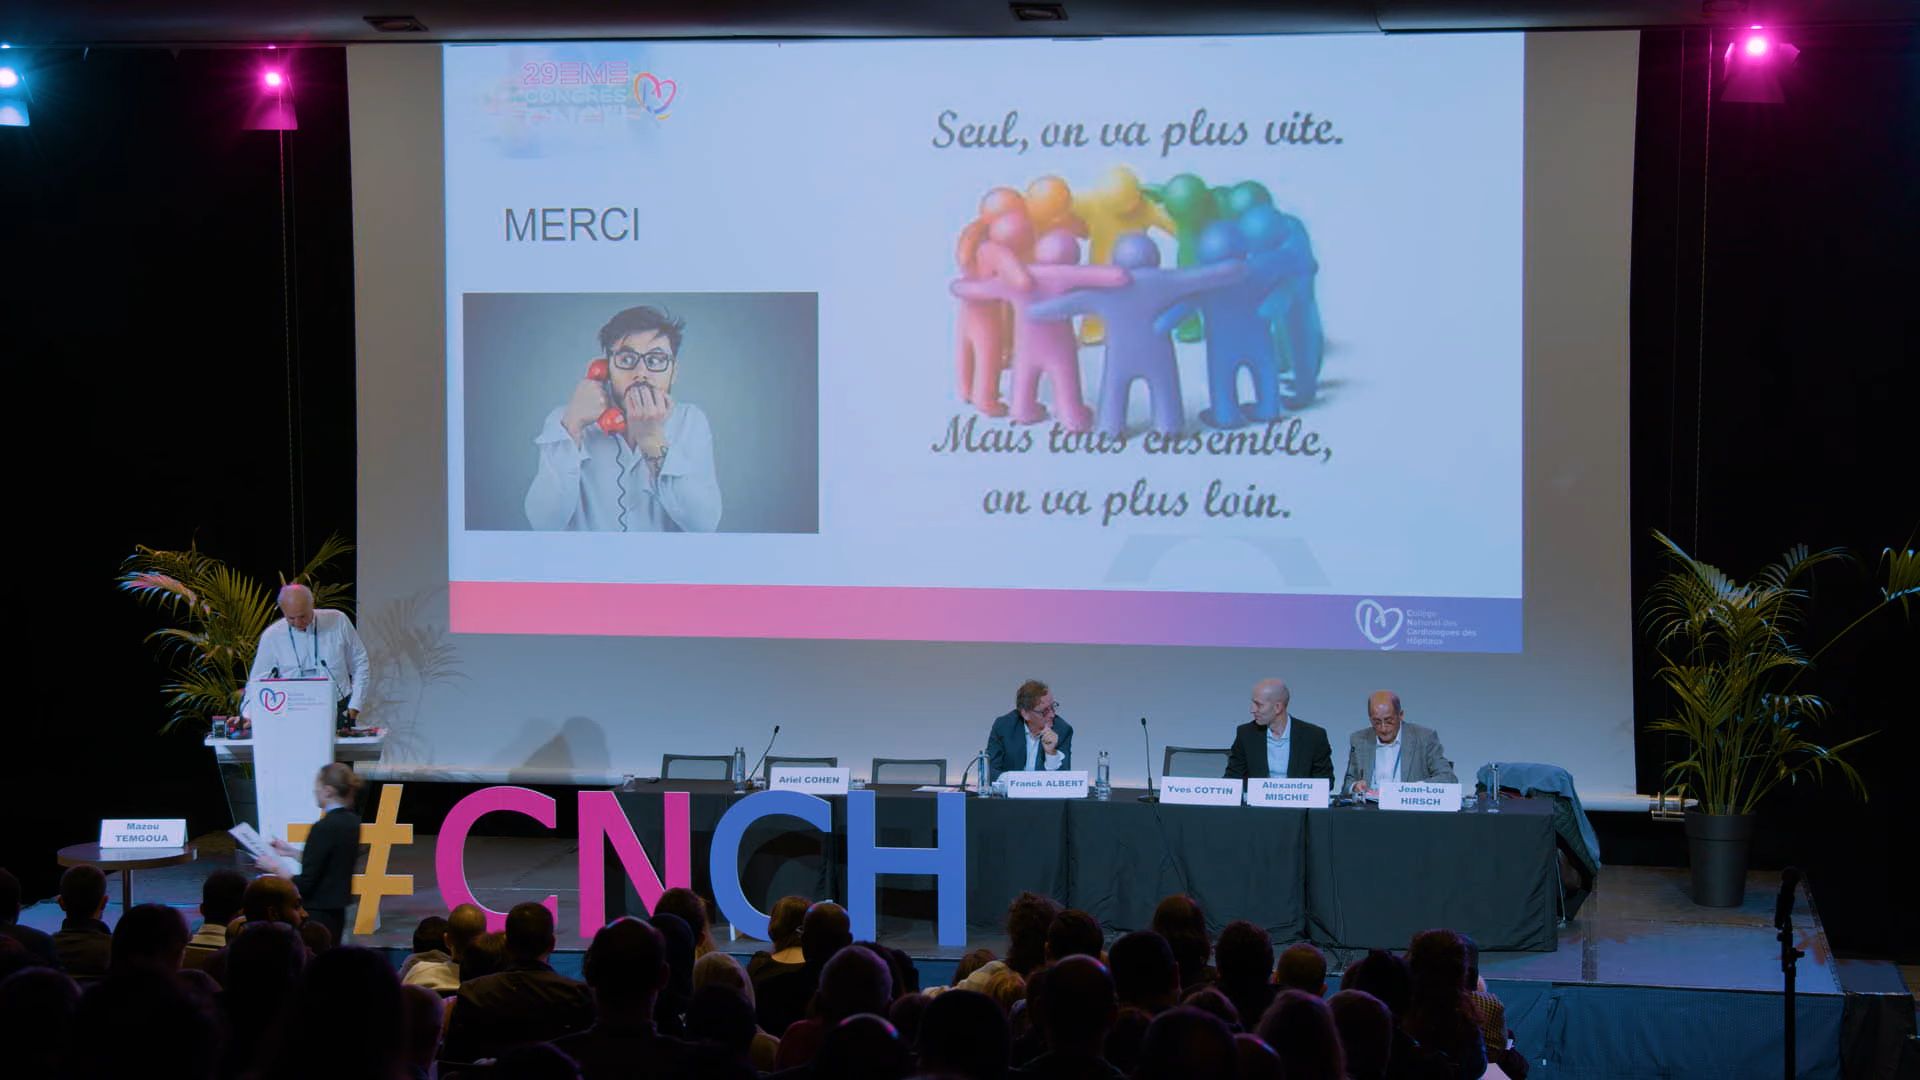 29EME
CONGRES
MERCI
Seul, on va plus vite.
Mais tous ensemble,
on va plus loin.
Collège
National des
Cardiologues des
Hôpitaux
Ariel COHEN
Franck ALBERT
Yves COTTIN
Alexandru
MISCHIE
Jean-Lou
HIRSCH
Mazou
TEMGOUA
#CNCH